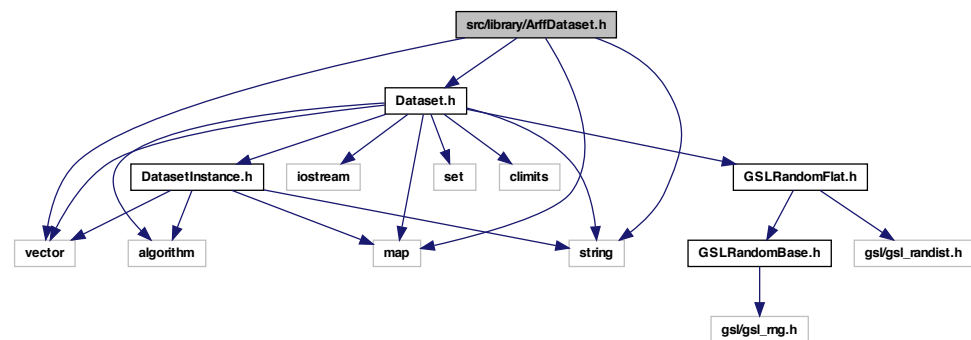 src/library/ArffDataset.h
Dataset.h
DatasetInstance.h
iostream
set
climits
GSLRandomFlat.h
vector
algorithm
map
string
GSLRandomBase.h
gsl/gsl_randist.h
gsl/gsl_rng.h